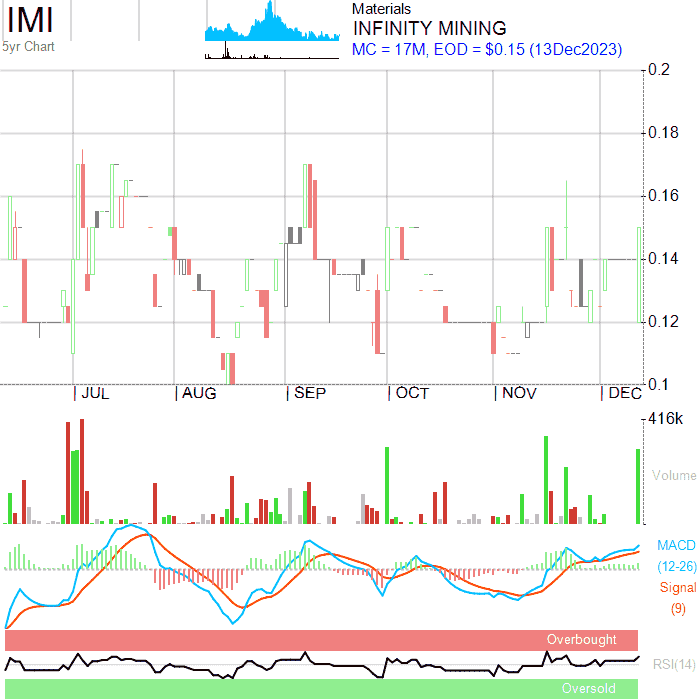 IMI
5yr Chart
Materials
INFINITY MINING
MC = 17M, EOD = $0.15 (13Dec2023)
0.2
0.18
0.16
0.14
0.12
0.1
JUL AUG SEP OCT NOV DEC
416k
Volume
MACD
(12-26)
Signal
(9)
Overbought
RSI(14)
Oversold